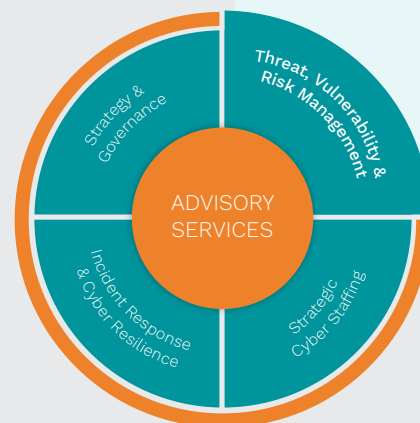 Strategy &
Governance
Threat, Vulnerability &
Risk Management
ADVISORY
SERVICES
Incident Response
& Cyber Resilience
Strategic
Cyber Staffing